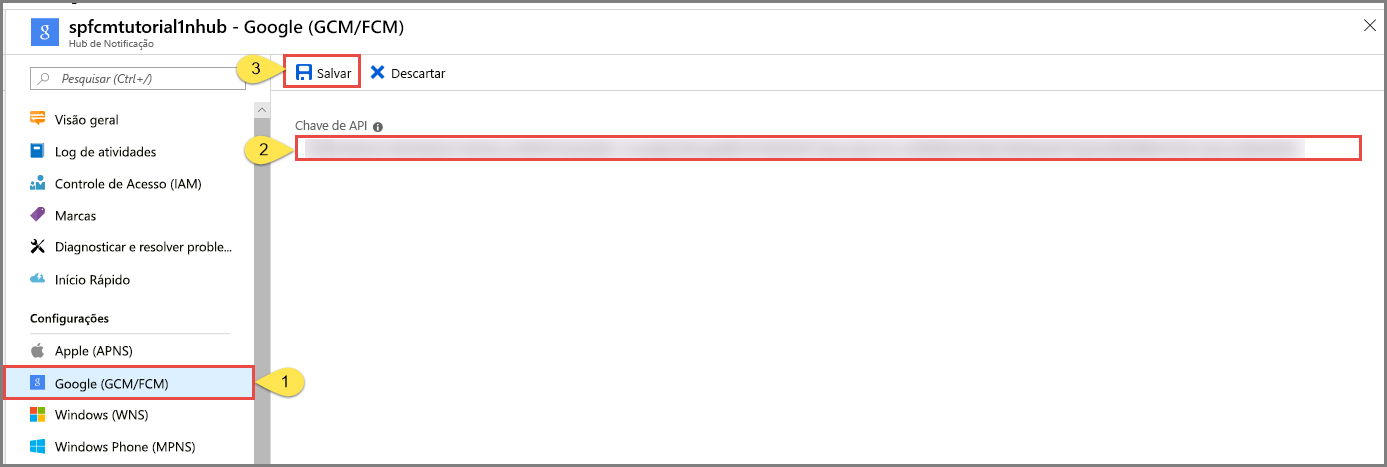 spfcmtutorial1nhub - Google (GCM/FCM)
Hub de Notificação
Pesquisar (Ctrl+/)
3
Salvar
Descartar
Visão geral
Log de atividades
Controle de Acesso (IAM)
Marcas
Diagnosticar e resolver proble...
Início Rápido
Configurações
Apple (APNS)
Google (GCM/FCM)
1
Windows (WNS)
Windows Phone (MPNS)
Chave de API
2